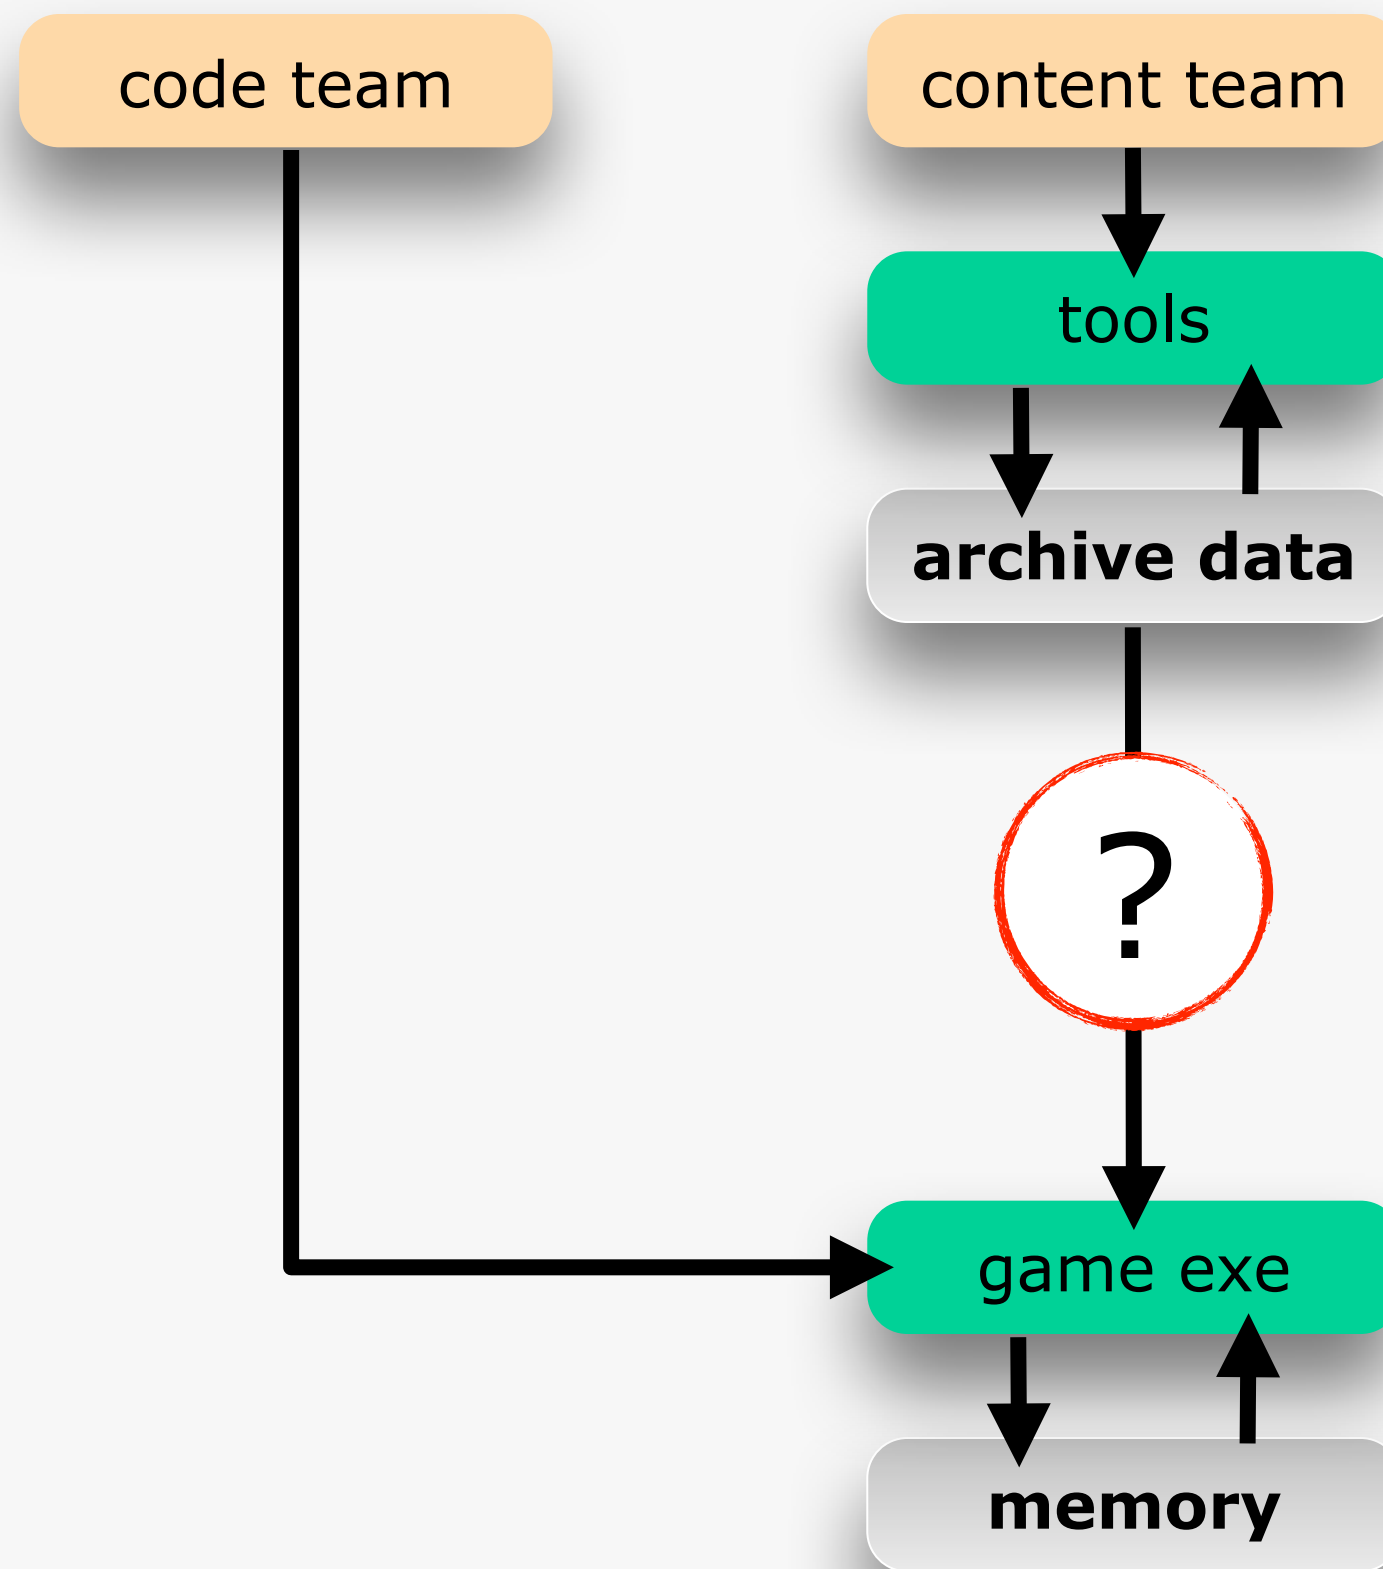 code team
content team
tools
archive data
?
game exe
memory